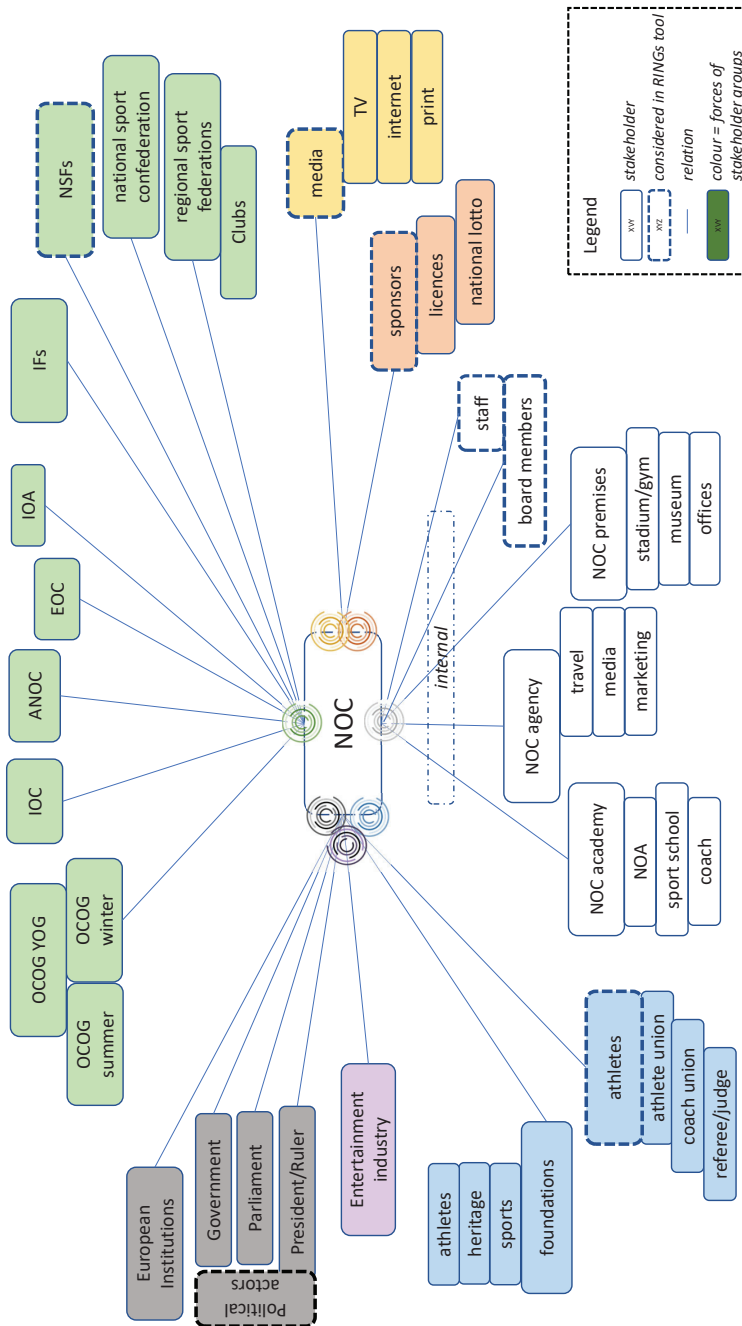 OCOG YOG
OCOG
summer
OCOG
winter
IOC
ANOC
EOC
IOA
IFs
NSFs
national sport
confederation
regional sport
federations
Clubs
European
Institutions
Political
actors
Government
Parliament
President/Ruler
Entertainment
industry
NOC
media
TV
internet
print
sponsors
licences
national lotto
internal
staff
board members
athletes
heritage
sports
foundations
athletes
athlete union
coach union
referee/judge
NOC academy
NOA
sport school
coach
NOC agency
travel
media
marketing
NOC premises
stadium/gym
museum
offices
Legend
xyz
considered in RINGs tool
stakeholder
relation
colour = forces of
stakeholder groups